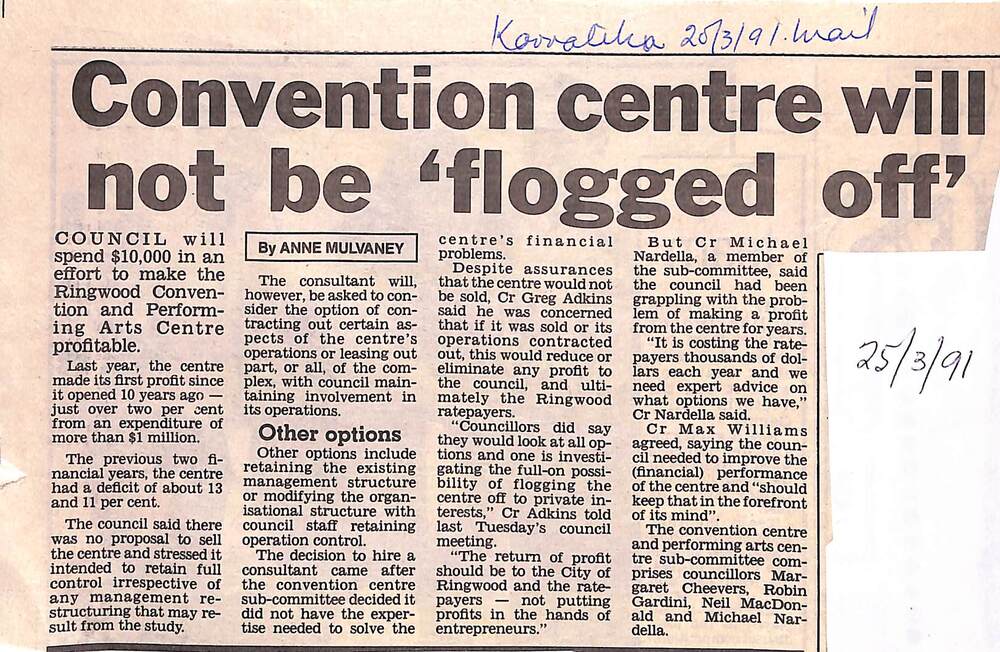 Karralika 25/3/91. Mail
Convention centre will
not be ‘flogged off’
COUNCIL will
spend $10,000 in an
effort to make the
Ringwood Conven-
tion and Perform-
ing Arts Centre
profitable.
Last year, the centre
made its first profit since
it opened 10 years ago —
just over two per cent
from an expenditure of
more than $1 million.
The previous two fi-
nancial years, the centre
had a deficit of about 13
and 11 per cent.
The council said there
was no proposal to sell
the centre and stressed it
intended to retain full
control irrespective of
any management re-
structuring that may re-
sult from the study.
By ANNE MULVANEY
The consultant will,
however, be asked to con-
sider the option of con-
tracting out certain as-
pects of the centre's
operations or leasing out
part, or all, of the com-
plex, with council main-
taining involvement in
its operations.
Other options
Other options include
retaining the existing
management structure
or modifying the organ-
isational structure with
council staff retaining
operation control.
The decision to hire a
consultant came after
the convention centre
sub-committee decided it
did not have the exper-
tise needed to solve the
centre's financial
problems.
Despite assurances
that the centre would not
be sold, Cr Greg Adkins
said he was concerned
that if it was sold or its
operations contracted
out, this would reduce or
eliminate any profit to
the council, and ulti-
mately the Ringwood
ratepayers.
“Councillors did say
they would look at all op-
tions and one is investi-
gating the full-on possi-
bility of flogging the
centre off to private in-
terests,” Cr Adkins told
last Tuesday's council
meeting.
“The return of profit
should be to the City of
Ringwood and the rate-
payers — not putting
profits in the hands of
entrepreneurs.”
But Cr Michael
Nardella, a member of
the sub-committee, said
the council had been
grappling with the prob-
lem of making a profit
from the centre for years.
“It is costing the rate-
payers thousands of dol-
lars each year and we
need expert advice on
what options we have,”
Cr Nardella said.
Cr Max Williams
agreed, saying the coun-
cil needed to improve the
(financial) performance
of the centre and “should
keep that in the forefront
of its mind”.
The convention centre
and performing arts cen-
tre sub-committee com-
prises councillors Mar-
garet Cheevers, Robin
Gardini, Neil MacDon-
ald and Michael Nar-
della.
25/3/91